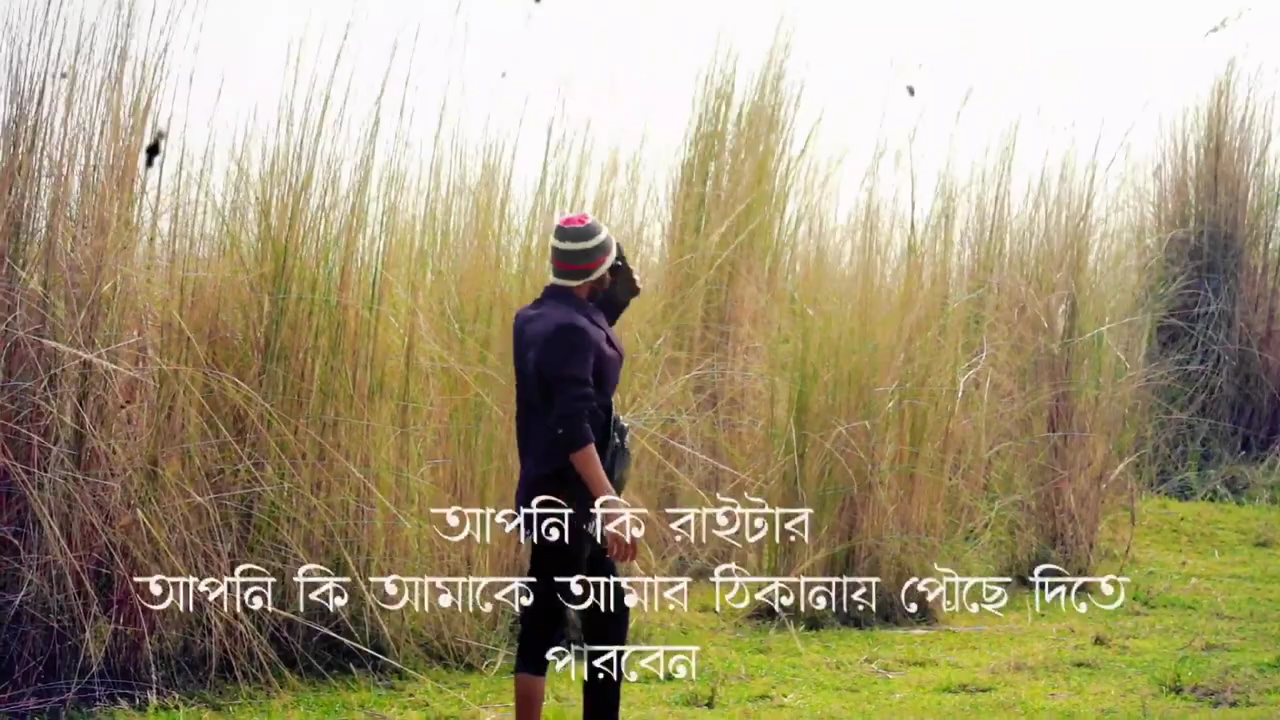 আপনি কি রাইটার
আপনি কি আমাকে আমার ঠিকানায় পৌছে দিতে
পারবেন